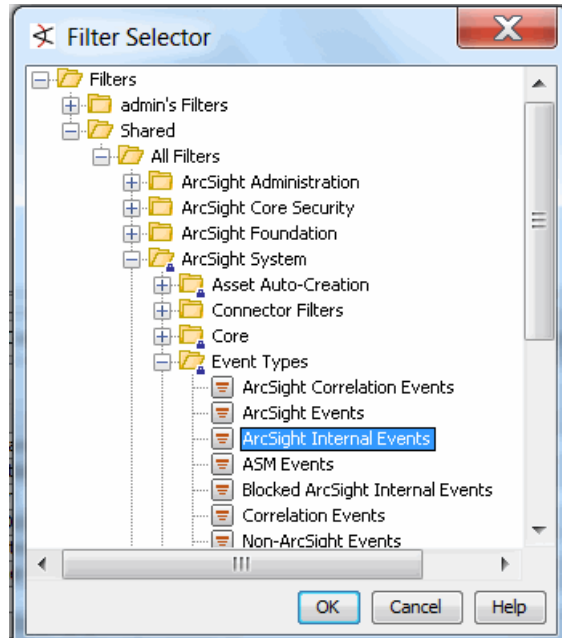 Filter Selector
Filters
admin's Filters
Shared
All Filters
ArcSight Administration
ArcSight Core Security
ArcSight Foundation
ArcSight System
Asset Auto-Creation
Connector Filters
Core
Event Types
ArcSight Correlation Events
ArcSight Events
ArcSight Internal Events
ASM Events
Blocked ArcSight Internal Events
Correlation Events
Non-ArcSight Events
OK Cancel Help